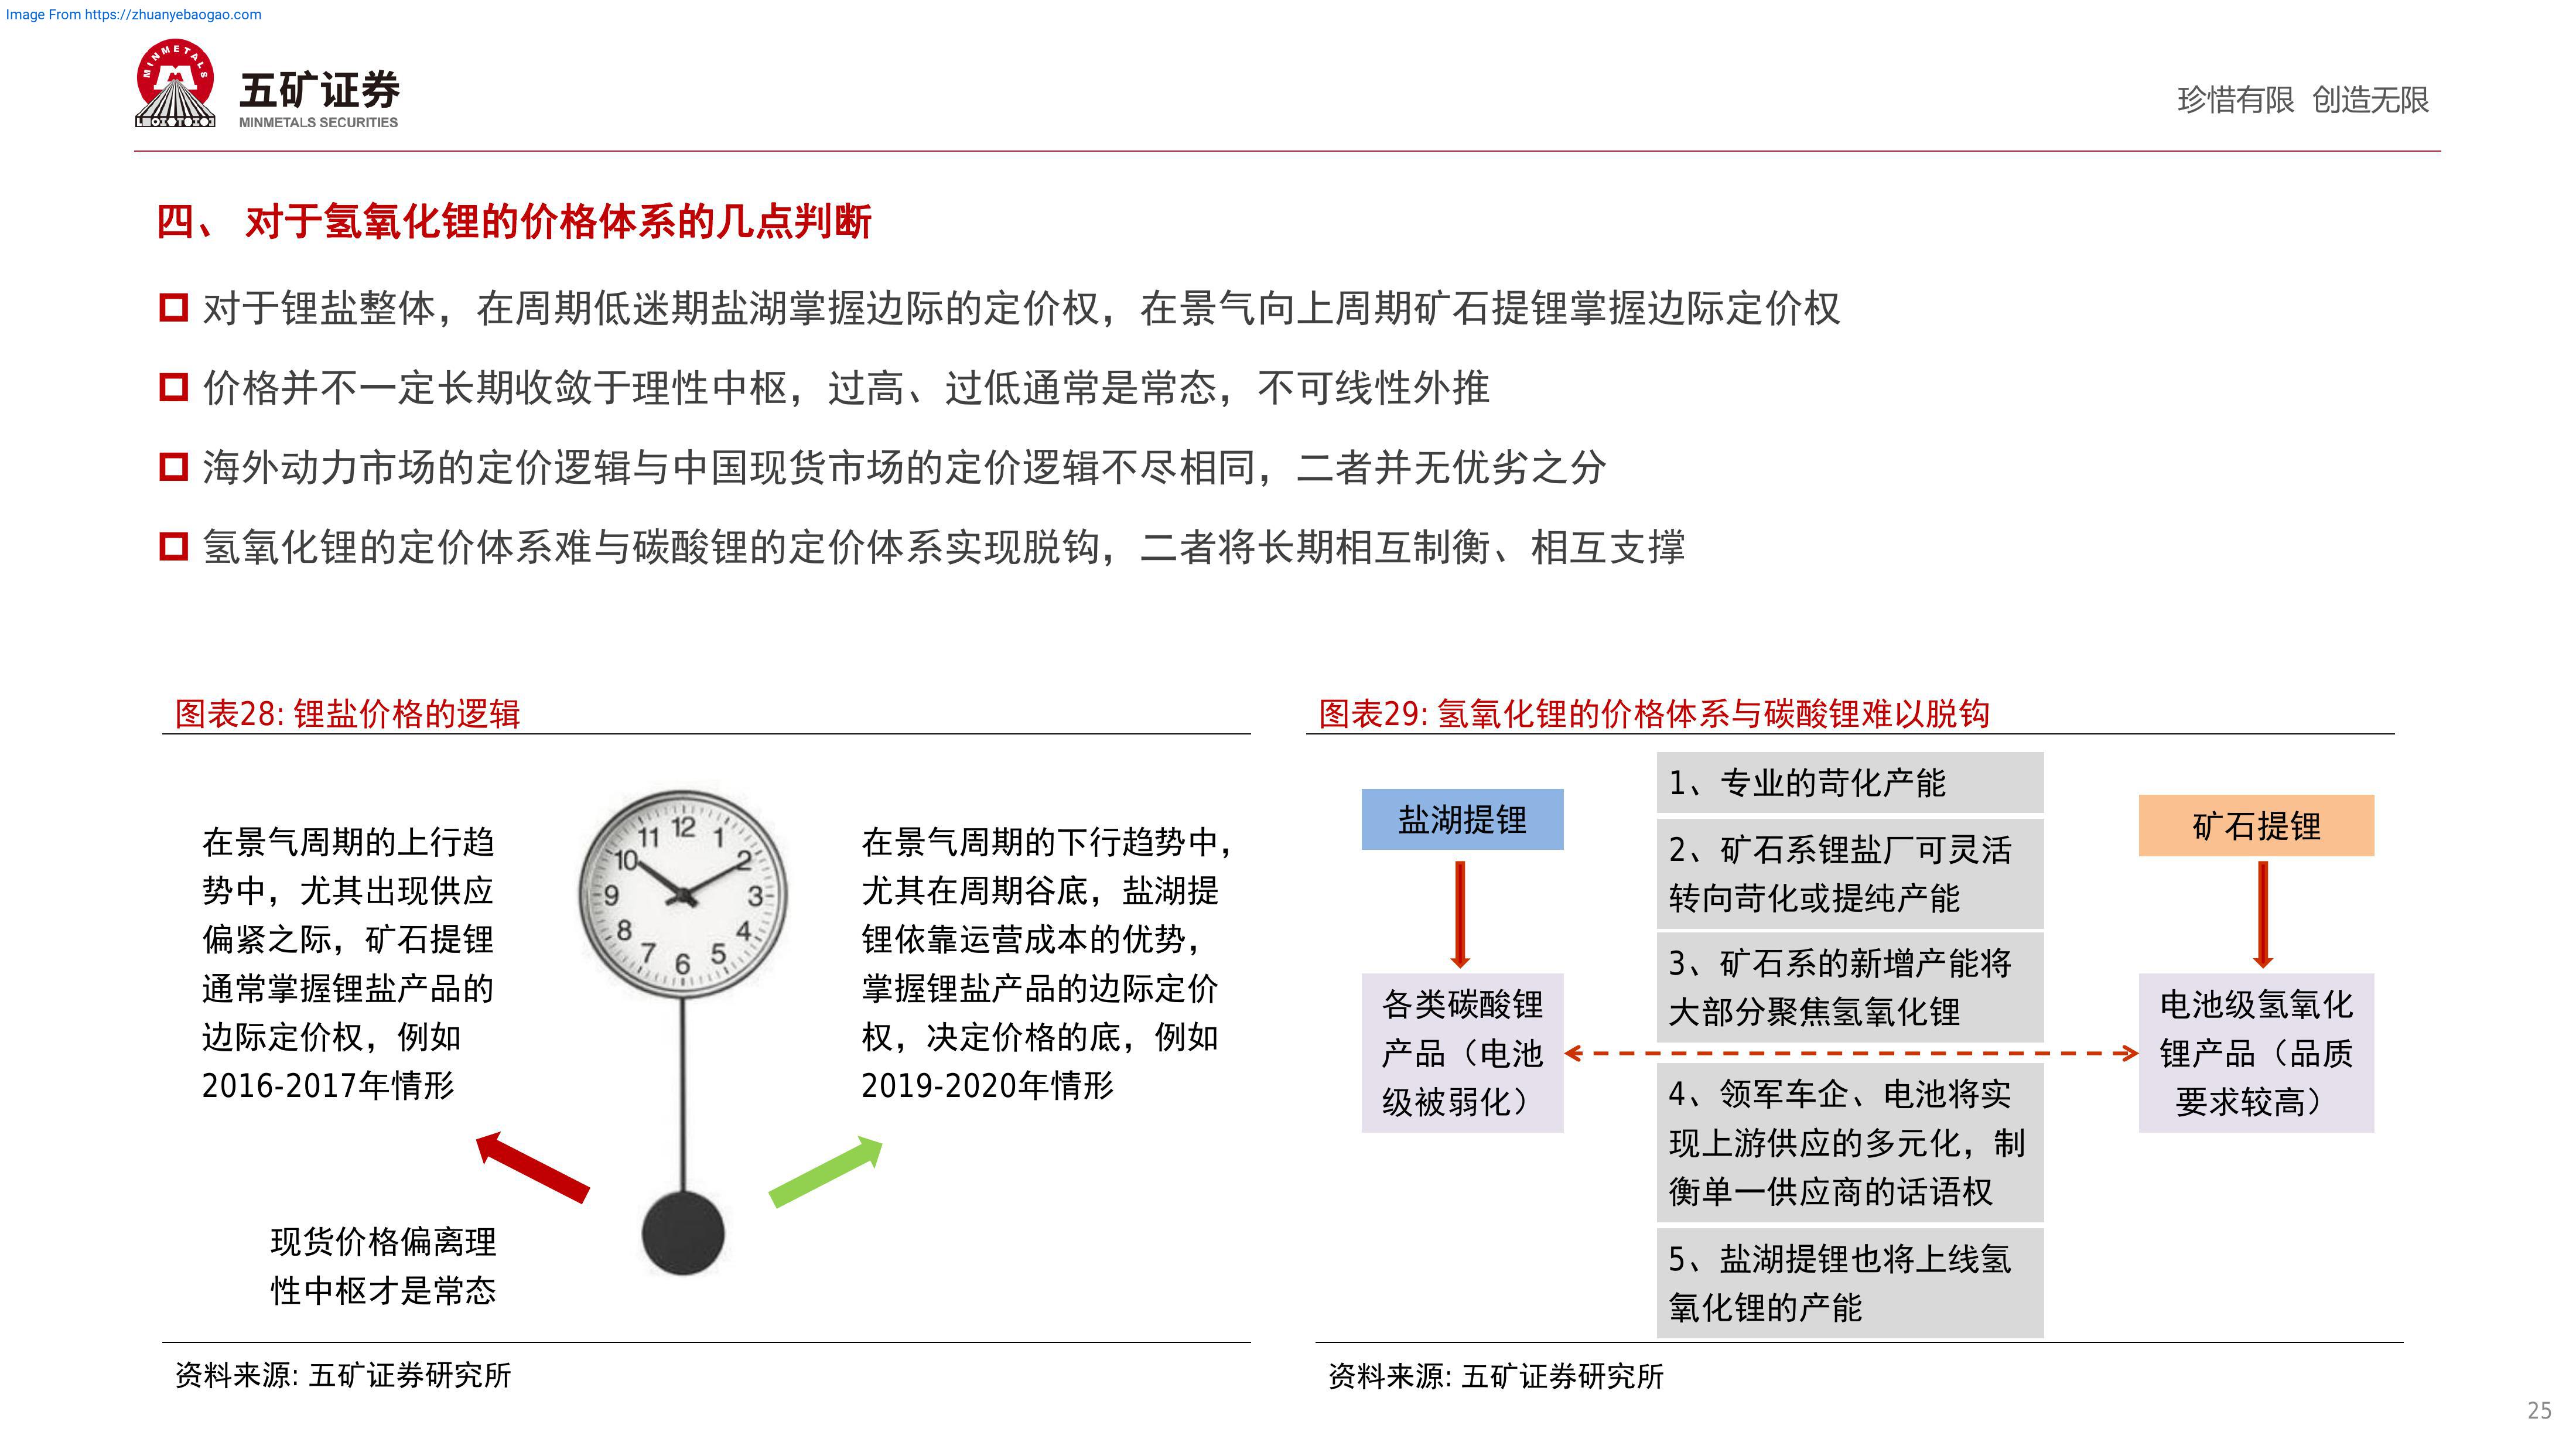 Image From https://zhuanyebaogao.com
MINMETALS
五矿证券
MINMETALS SECURITIES
珍惜有限 创造无限
四、 对于氢氧化锂的价格体系的几点判断
对于锂盐整体，在周期低迷期盐湖掌握边际的定价权，在景气向上周期矿石提锂掌握边际定价权
价格并不一定长期收敛于理性中枢，过高、过低通常是常态，不可线性外推
海外动力市场的定价逻辑与中国现货市场的定价逻辑不尽相同，二者并无优劣之分
氢氧化锂的定价体系难与碳酸锂的定价体系实现脱钩，二者将长期相互制衡、相互支撑
图表28: 锂盐价格的逻辑
在景气周期的上行趋
势中，尤其出现供应
偏紧之际，矿石提锂
通常掌握锂盐产品的
边际定价权，例如
2016-2017年情形
12
1
2
3
4
5
6
7
8
9
10
11
在景气周期的下行趋势中，
尤其在周期谷底，盐湖提
锂依靠运营成本的优势，
掌握锂盐产品的边际定价
权，决定价格的底，例如
2019-2020年情形
现货价格偏离理
性中枢才是常态
资料来源: 五矿证券研究所
图表29: 氢氧化锂的价格体系与碳酸锂难以脱钩
盐湖提锂
各类碳酸锂
产品（电池
级被弱化）
1、专业的苛化产能
2、矿石系锂盐厂可灵活
转向苛化或提纯产能
3、矿石系的新增产能将
大部分聚焦氢氧化锂
4、领军车企、电池将实
现上游供应的多元化，制
衡单一供应商的话语权
5、盐湖提锂也将上线氢
氧化锂的产能
矿石提锂
电池级氢氧化
锂产品（品质
要求较高）
资料来源: 五矿证券研究所
25